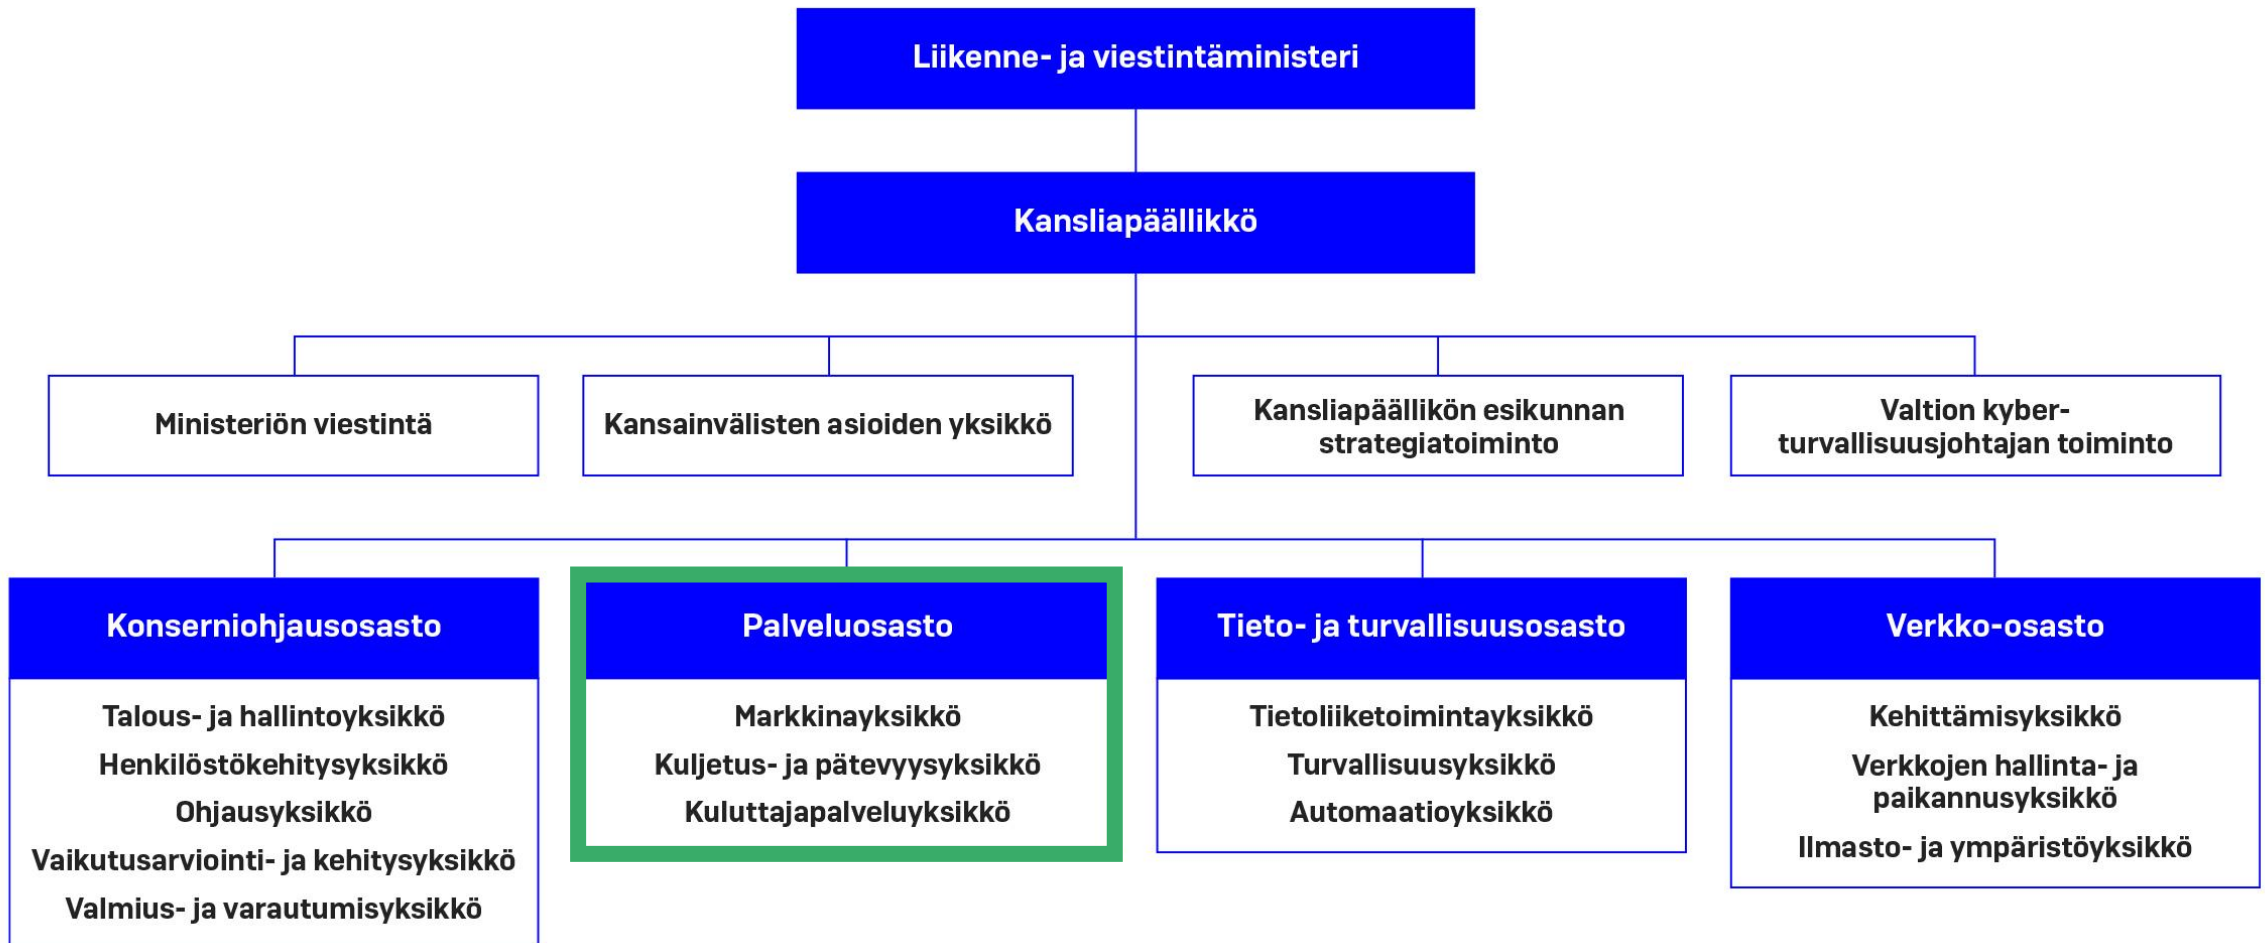 Liikenne- ja viestintäministeri
Kansliapäällikkö
Ministeriön viestintä
Kansainvälisten asioiden yksikkö
Kansliapäällikön esikunnan
strategiatoiminto
Valtion kyber-
turvallisuusjohtajan toiminto
Konserniohjausosasto
Talous- ja hallintoyksikkö
Henkilöstökehitysyksikkö
Ohjausyksikkö
Vaikutusarviointi- ja kehitysyksikkö
Valmius- ja varautumisyksikkö
Palveluosasto
Markkinayksikkö
Kuljetus- ja pätevyysyksikkö
Kuluttajapalveluyksikkö
Tieto- ja turvallisuusosasto
Tietoliiketoimintayksikkö
Turvallisuusyksikkö
Automaatioyksikkö
Verkko-osasto
Kehittämisyksikkö
Verkkojen hallinta- ja
paikannusyksikkö
Ilmasto- ja ympäristöyksikkö